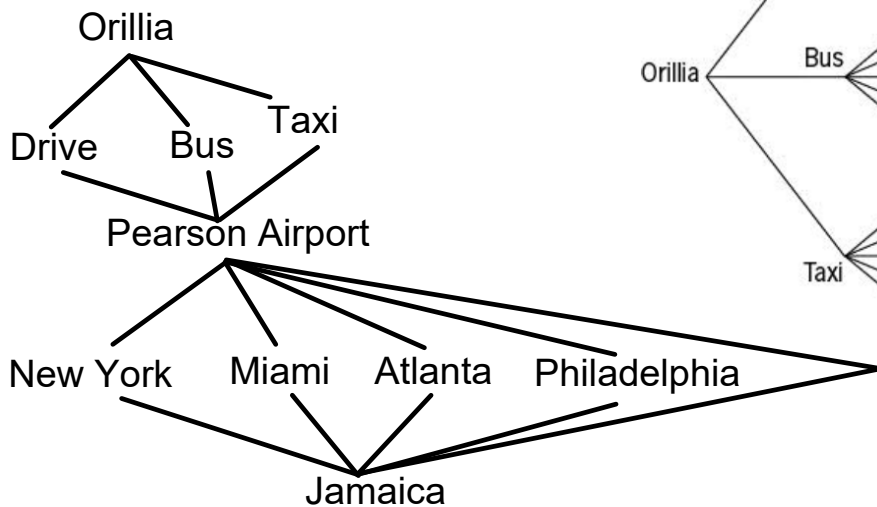 Orillia
Drive
Bus
Taxi
Pearson Airport
New York
Miami
Atlanta
Philadelphia
Jamaica
Orillia
Bus
Taxi